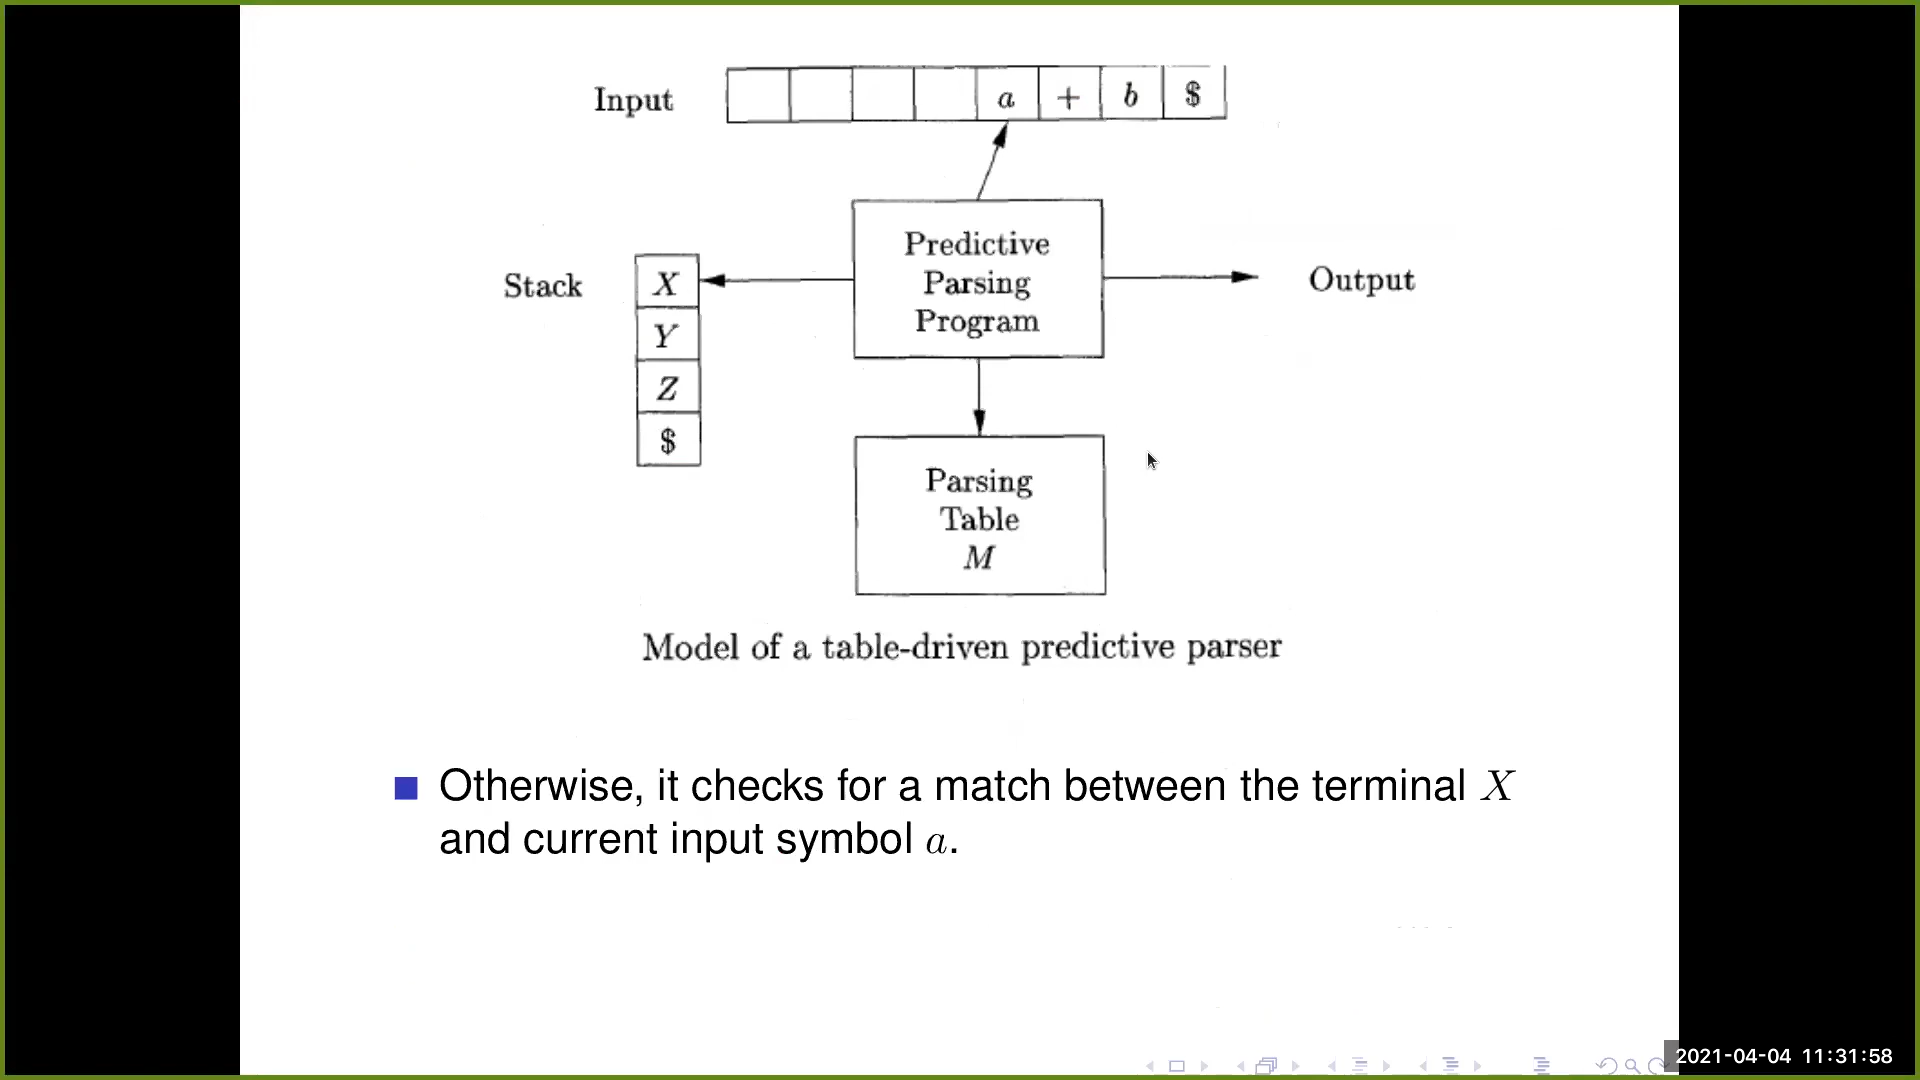 Input a + b $
Predictive
Parsing
Program
Stack
X
Y
Z
$
Output
Parsing
Table
M
Model of a table-driven predictive parser
Otherwise, it checks for a match between the terminal X
and current input symbol a.
2021-04-04 11:31:58